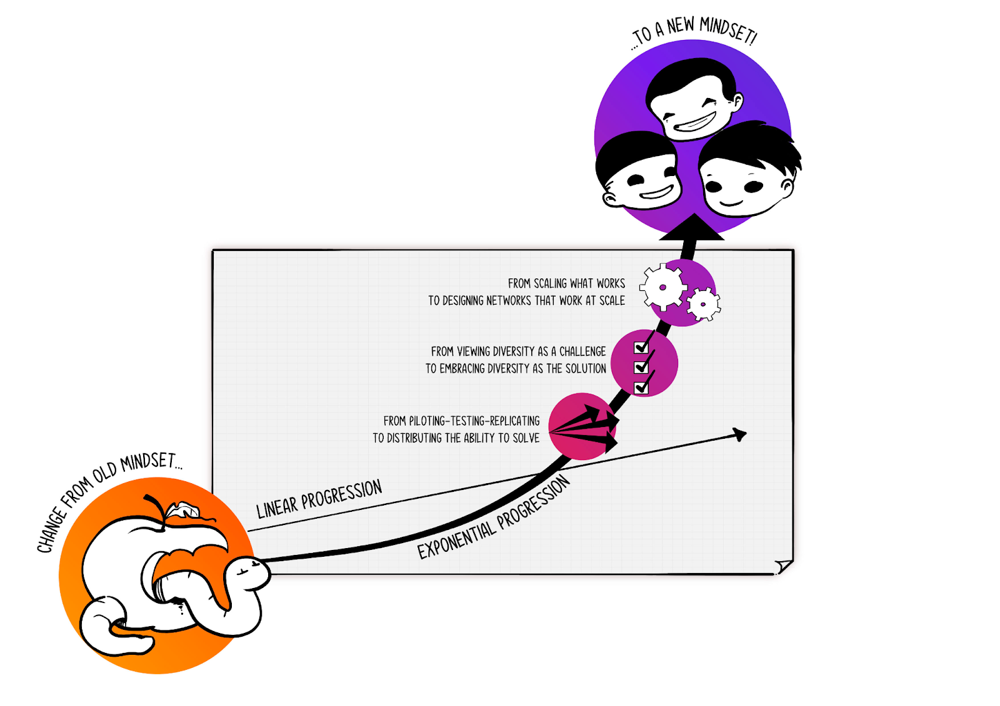 ...TO A NEW MINDSET!
FROM SCALING WHAT WORKS
TO DESIGNING NETWORKS THAT WORK AT SCALE
FROM VIEWING DIVERSITY AS A CHALLENGE
TO EMBRACING DIVERSITY AS THE SOLUTION
FROM PILOTING-TESTING-REPLICATING
TO DISTRIBUTING THE ABILITY TO SOLVE
CHANGE FROM OLD MINDSET...
LINEAR PROGRESSION
EXPONENTIAL PROGRESSION